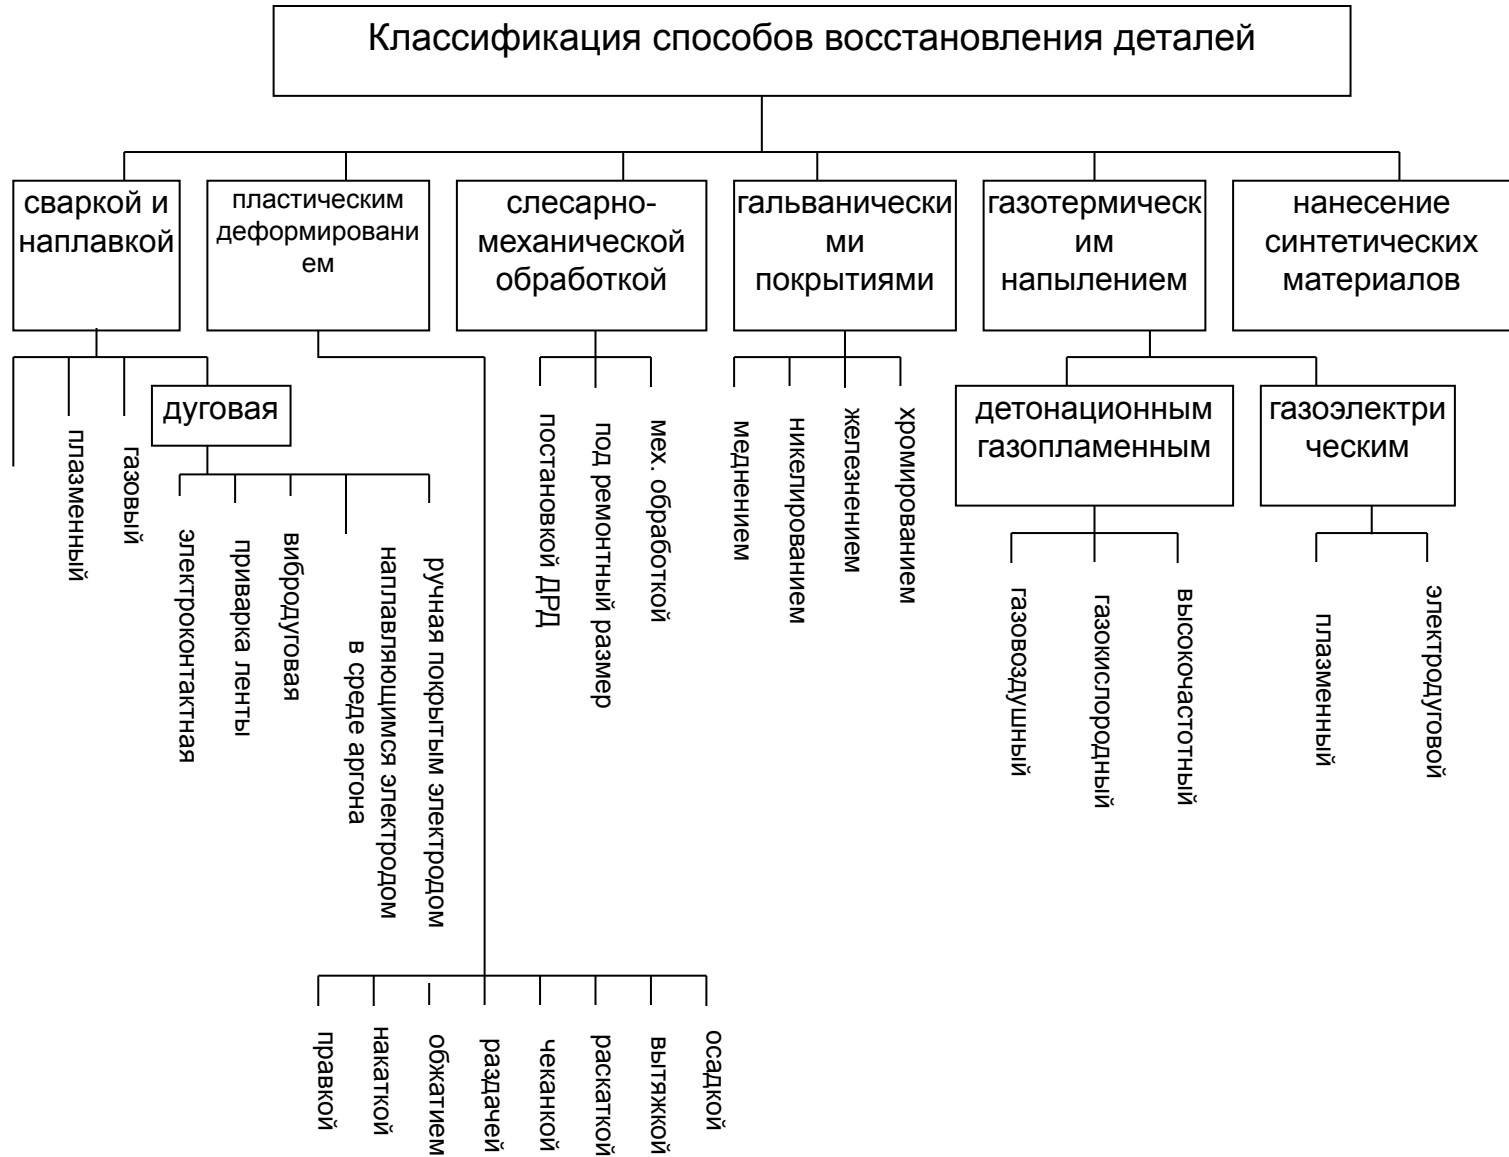 Классификация способов восстановления деталей
сваркой и
наплавкой
пластическим
деформировани
ем
слесарно-
механической
обработкой
гальванически
ми
покрытиями
газотермическ
им
напылением
нанесение
синтетических
материалов
плазменный
газовый
дуговая
электроконтактная
приварка ленты
вибродуговая
в среде аргона
наплавляющимся электродом
ручная покрытым электродом
постановкой ДРД
под ремонтный размер
мех. обработкой
меднением
никелированием
железнением
хромированием
детонационным
газопламенным
газоэлектри
ческим
газовоздушный
газокислородный
высокочастотный
плазменный
электродуговой
правкой
накаткой
обжатием
раздачей
чеканкой
раскаткой
вытяжкой
осадкой